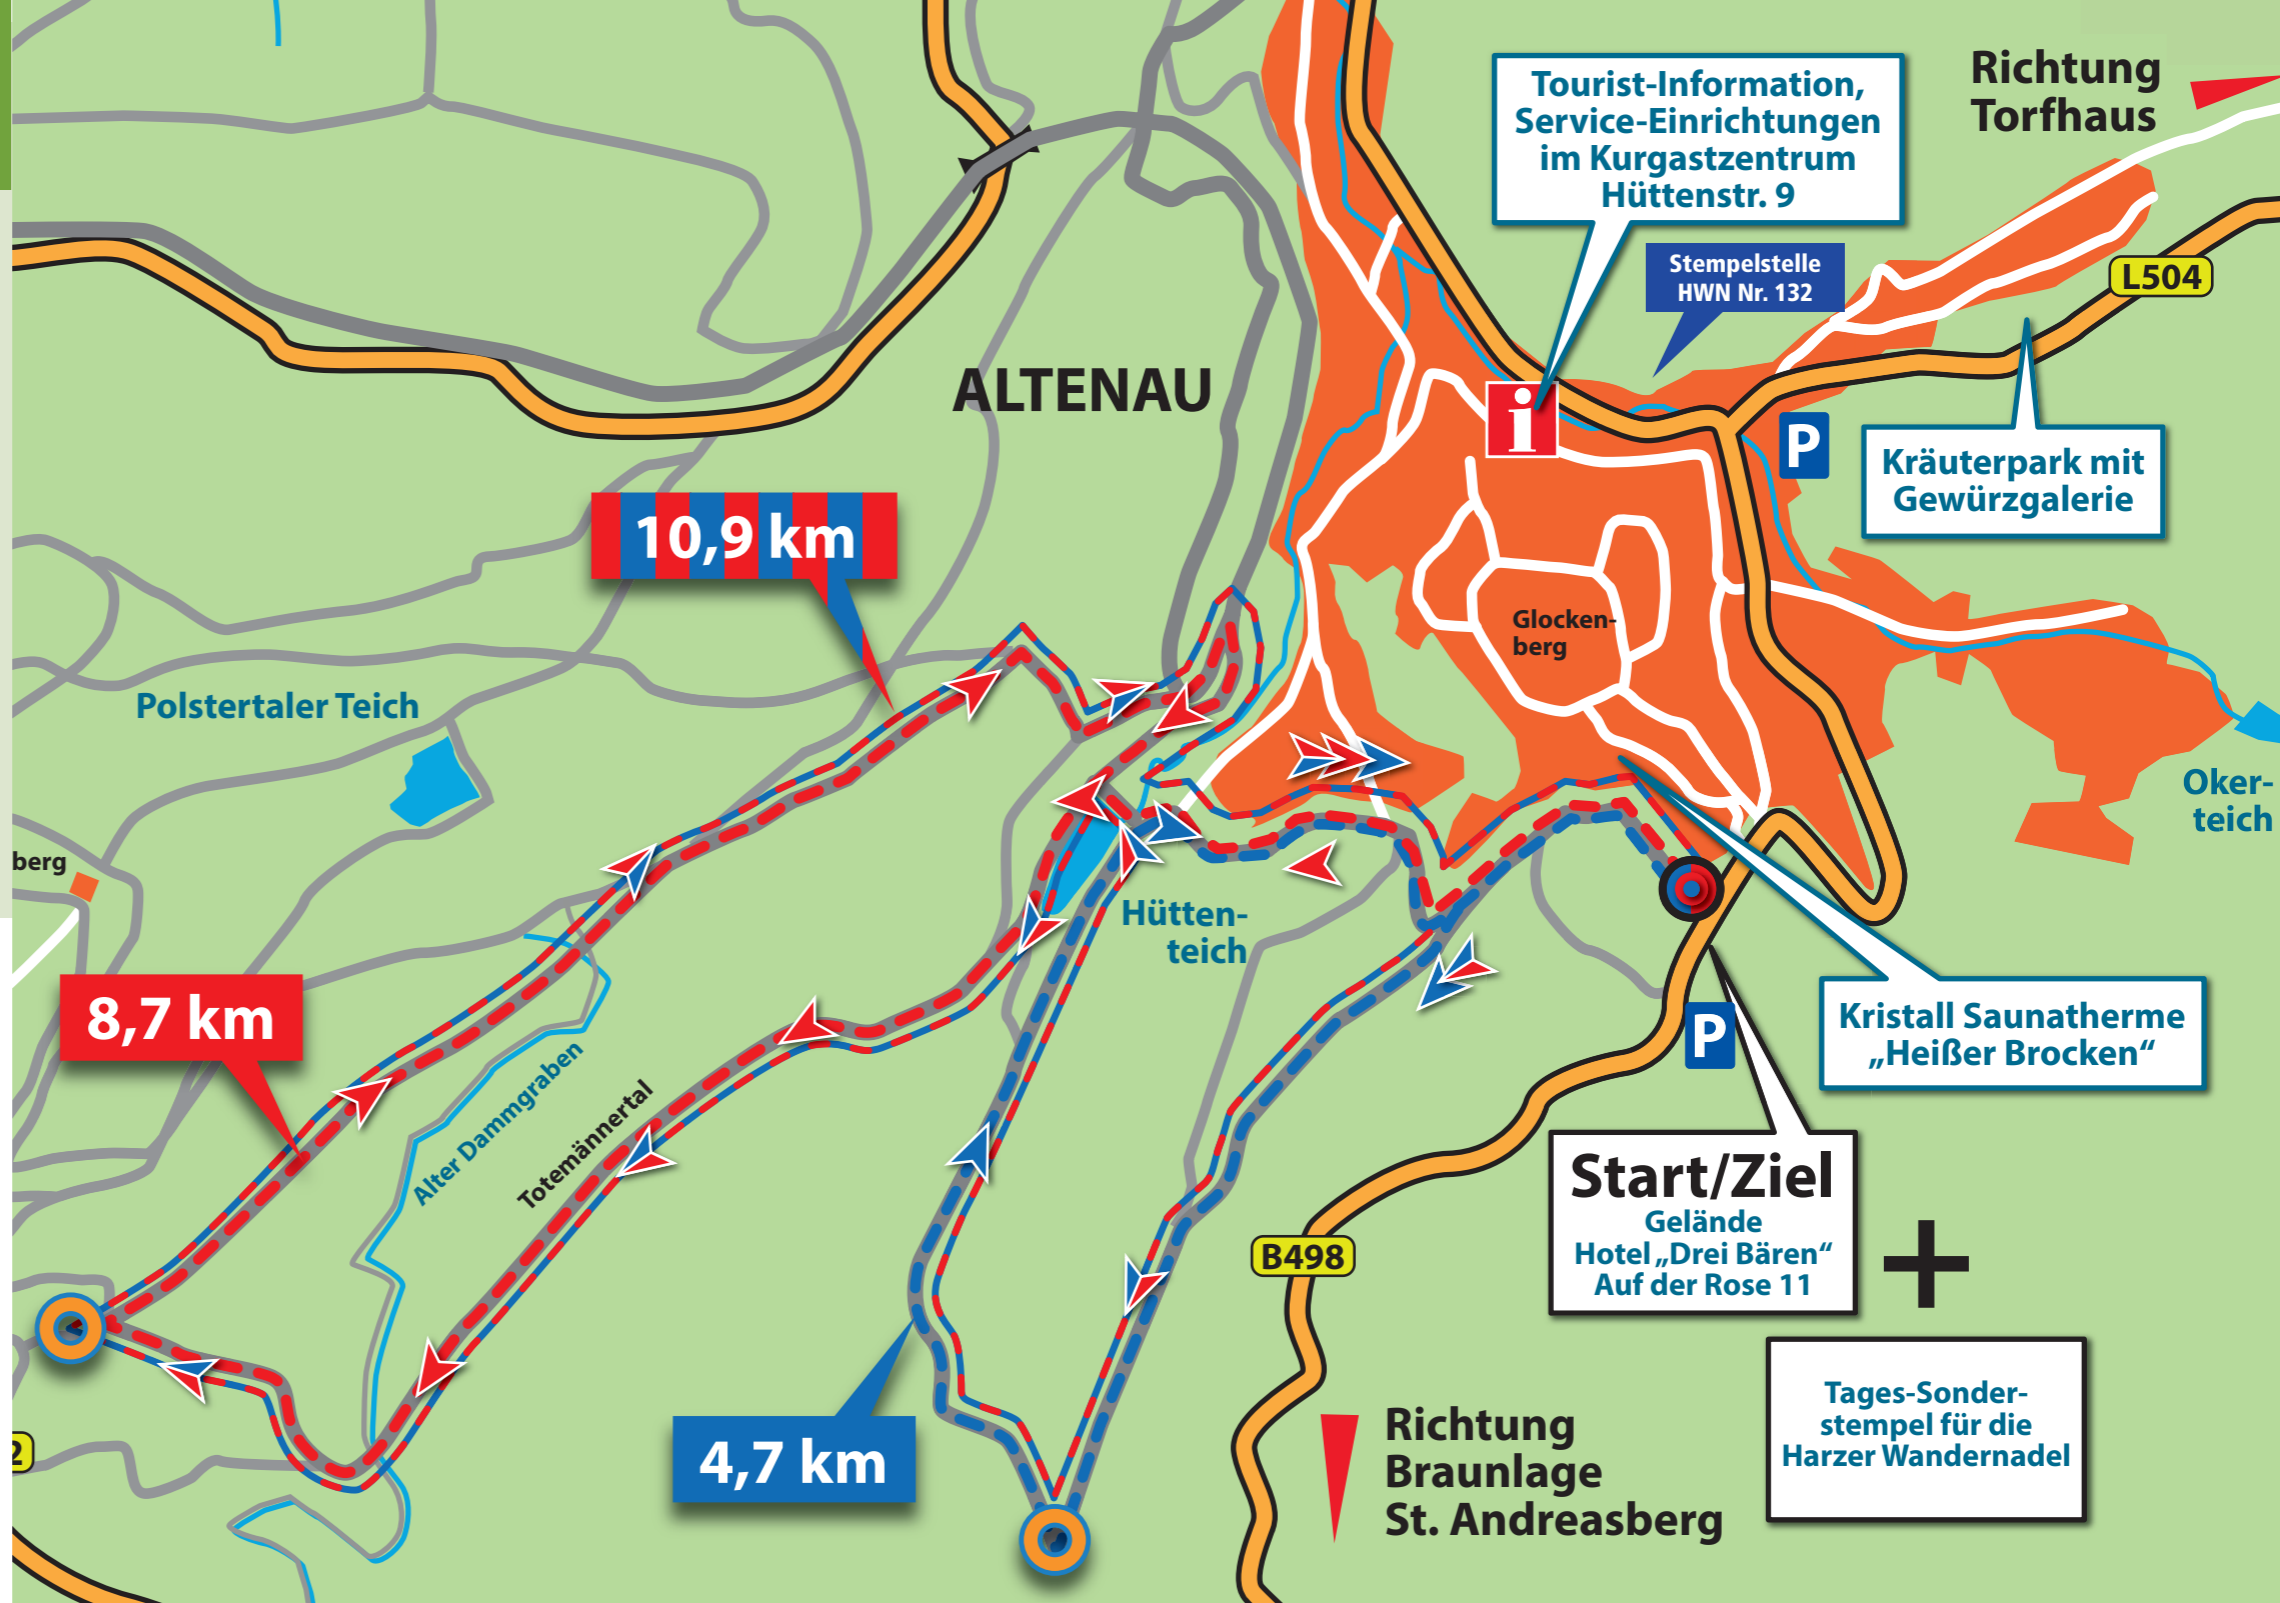 Richtung
Torfhaus
Tourist-Information,
Service-Einrichtungen
im Kurgastzentrum
Hüttenstr. 9
Stempelstelle
HWN Nr. 132
L504
ALTENAU
i
P
Kräuterpark mit
Gewürzgalerie
10,9 km
Glocken-
berg
Polstertaler Teich
Oker-
teich
berg
Hütten-
teich
8,7 km
Kristall Saunatherme
„Heißer Brocken“
P
Alter Dammgraben
Totemännertal
Start/Ziel
Gelände
Hotel „Drei Bären“
Auf der Rose 11
B498
+
Tages-Sonder-
stempel für die
Harzer Wandernadel
Richtung
Braunlage
St. Andreasberg
4,7 km
2